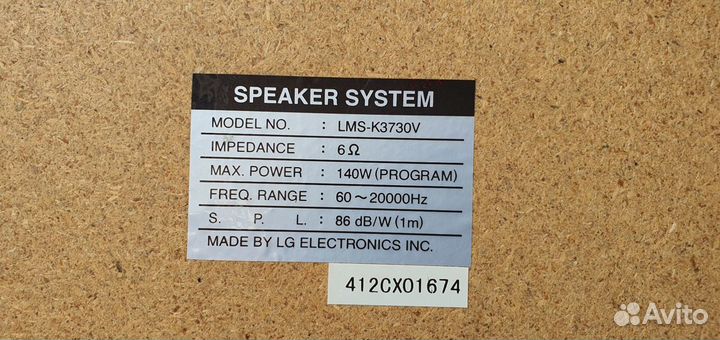 SPEAKER SYSTEM
MODEL NO. : LMS-K3730V
IMPEDANCE : 6Ω
MAX. POWER : 140W (PROGRAM)
FREQ. RANGE : 60~20000Hz
S. P. L. : 86 dB/W (1m)
MADE BY LG ELECTRONICS INC.
412CX01674
Avito